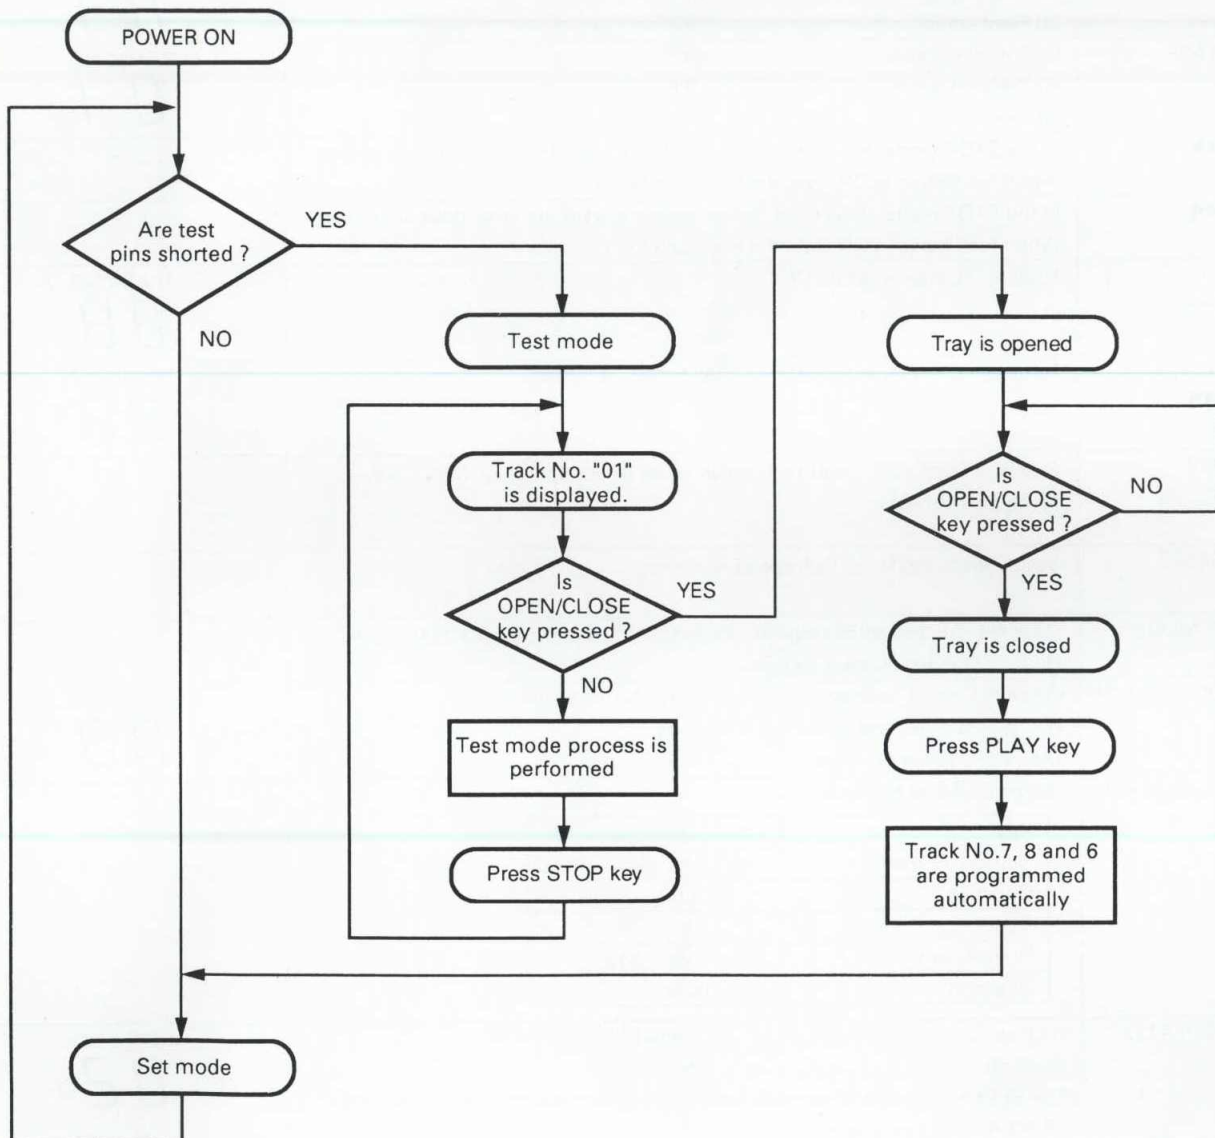 POWER ON
Are test
pins shorted ?
YES
NO
Test mode
Track No. "01"
is displayed.
Is
OPEN/CLOSE
key pressed ?
YES
NO
Test mode process is
performed
Press STOP key
Tray is opened
Is
OPEN/CLOSE
key pressed ?
NO
YES
Tray is closed
Press PLAY key
Track No.7, 8 and 6
are programmed
automatically
Set mode